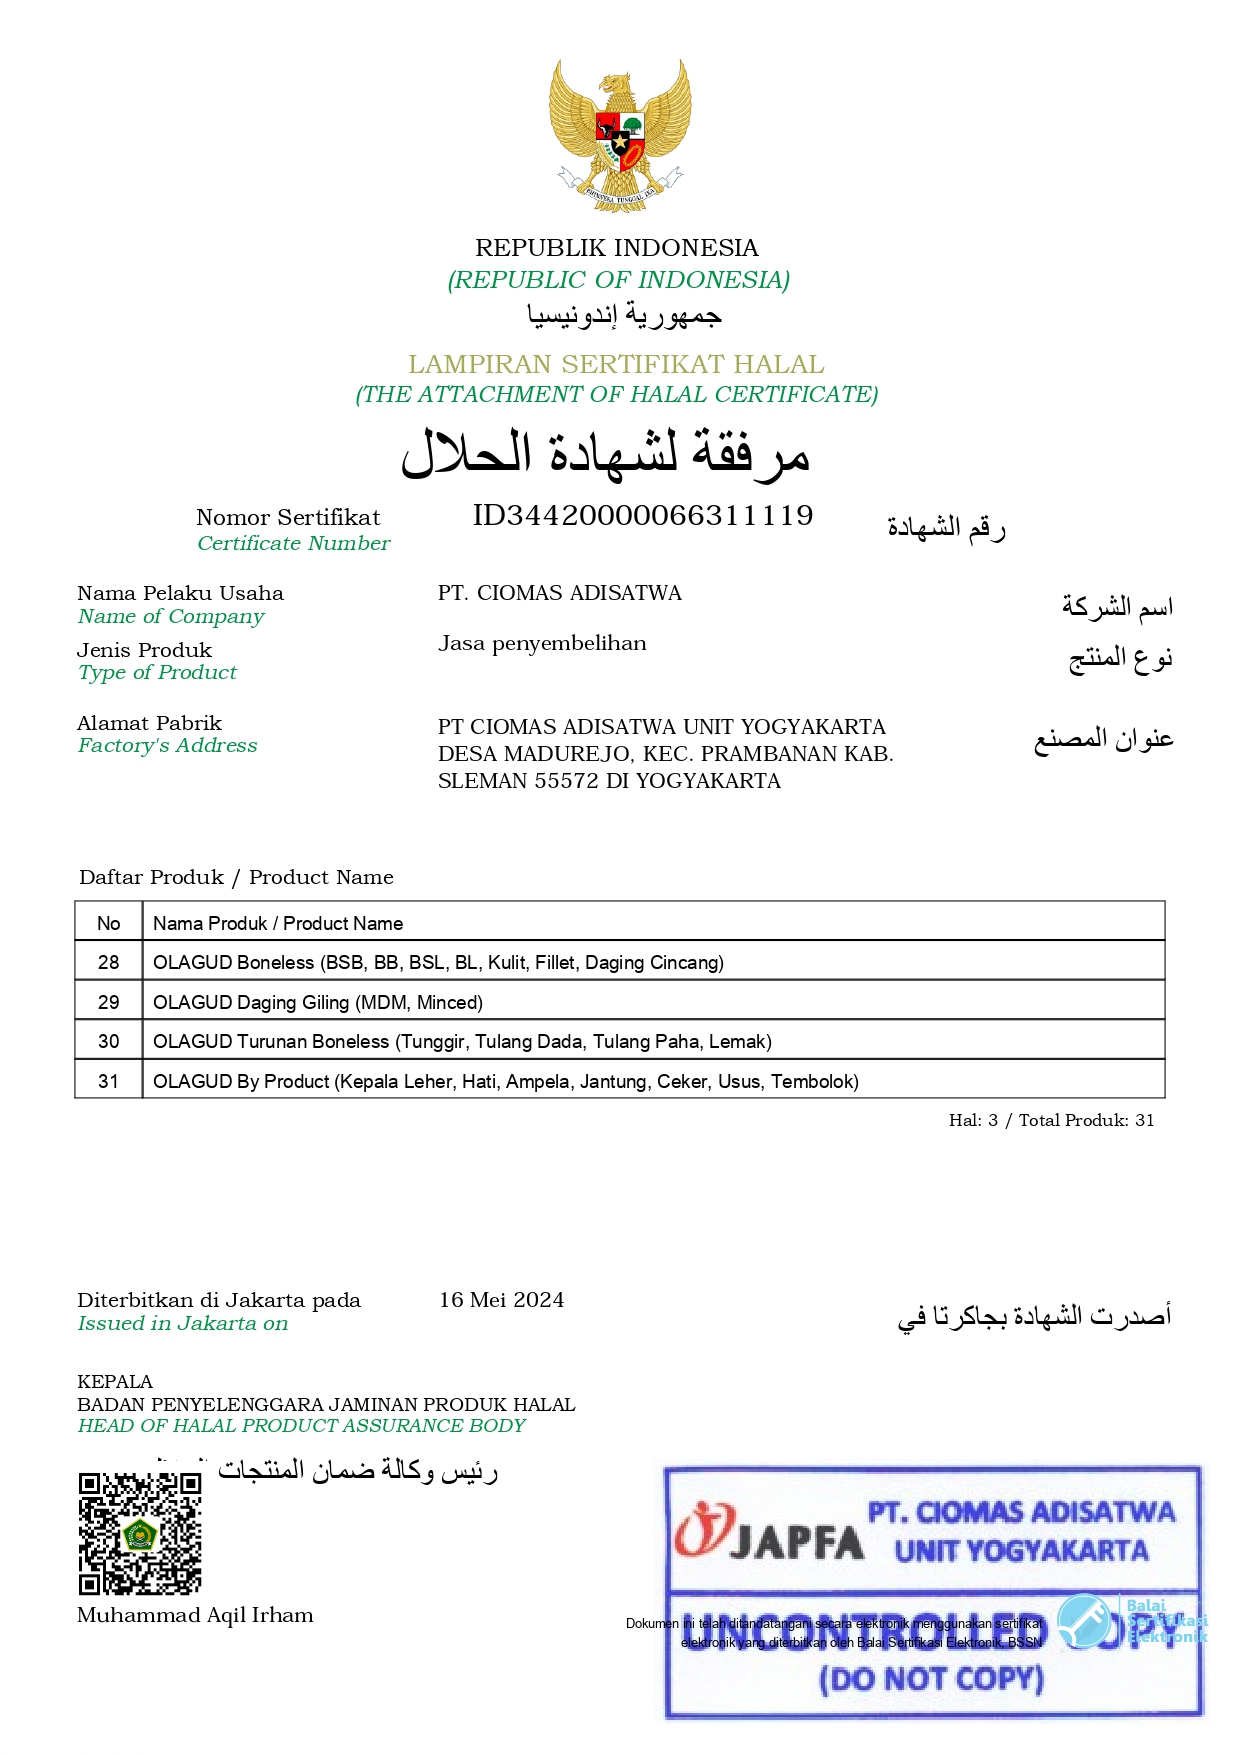 BHINNEKA TUNGGAL IKA
REPUBLIK INDONESIA
(REPUBLIC OF INDONESIA)
جمهورية إندونيسيا
LAMPIRAN SERTIFIKAT HALAL
(THE ATTACHMENT OF HALAL CERTIFICATE)
مرفقة لشهادة الحلال
Nomor Sertifikat ID34420000066311119 رقم الشهادة
Certificate Number
Nama Pelaku Usaha PT. CIOMAS ADISATWA اسم الشركة
Name of Company
Jenis Produk Jasa penyembelihan نوع المنتج
Type of Product
Alamat Pabrik PT CIOMAS ADISATWA UNIT YOGYAKARTA عنوان المصنع
Factory's Address DESA MADUREJO, KEC. PRAMBANAN KAB.
SLEMAN 55572 DI YOGYAKARTA
Daftar Produk / Product Name
No Nama Produk / Product Name
28 OLAGUD Boneless (BSB, BB, BSL, BL, Kulit, Fillet, Daging Cincang)
29 OLAGUD Daging Giling (MDM, Minced)
30 OLAGUD Turunan Boneless (Tunggir, Tulang Dada, Tulang Paha, Lemak)
31 OLAGUD By Product (Kepala Leher, Hati, Ampela, Jantung, Ceker, Usus, Tembolok)
Hal: 3 / Total Produk: 31
Diterbitkan di Jakarta pada 16 Mei 2024 أصدرت الشهادة بجاكرتا في
Issued in Jakarta on
KEPALA
BADAN PENYELENGGARA JAMINAN PRODUK HALAL
HEAD OF HALAL PRODUCT ASSURANCE BODY
رئيس وكالة ضمان المنتجات
Muhammad Aqil Irham
JAPFA
PT. CIOMAS ADISATWA
UNIT YOGYAKARTA
UNCONTROLLED COPY
(DO NOT COPY)
Dokumen ini telah ditandatangani secara elektronik menggunakan sertifikat
elektronik yang diterbitkan oleh Balai Sertifikasi Elektronik, BSSN
Balai
Sertifikasi
Elektronik